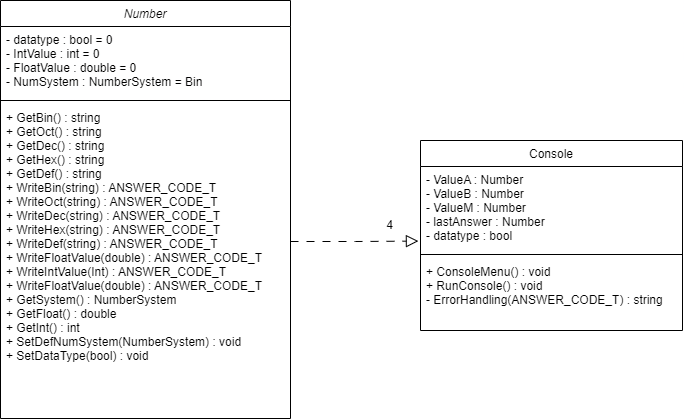 Number
- datatype : bool = 0
- IntValue : int = 0
- FloatValue : double = 0
- NumSystem : NumberSystem = Bin
+ GetBin() : string
+ GetOct() : string
+ GetDec() : string
+ GetHex() : string
+ GetDef() : string
+ WriteBin(string) : ANSWER_CODE_T
+ WriteOct(string) : ANSWER_CODE_T
+ WriteDec(string) : ANSWER_CODE_T
+ WriteHex(string) : ANSWER_CODE_T
+ WriteDef(string) : ANSWER_CODE_T
+ WriteFloatValue(double) : ANSWER_CODE_T
+ WriteIntValue(Int) : ANSWER_CODE_T
+ WriteFloatValue(double) : ANSWER_CODE_T
+ GetSystem() : NumberSystem
+ GetFloat() : double
+ GetInt() : int
+ SetDefNumSystem(NumberSystem) : void
+ SetDataType(bool) : void
4
Console
- ValueA : Number
- ValueB : Number
- ValueM : Number
- lastAnswer : Number
- datatype : bool
+ ConsoleMenu() : void
+ RunConsole() : void
- ErrorHandling(ANSWER_CODE_T) : string